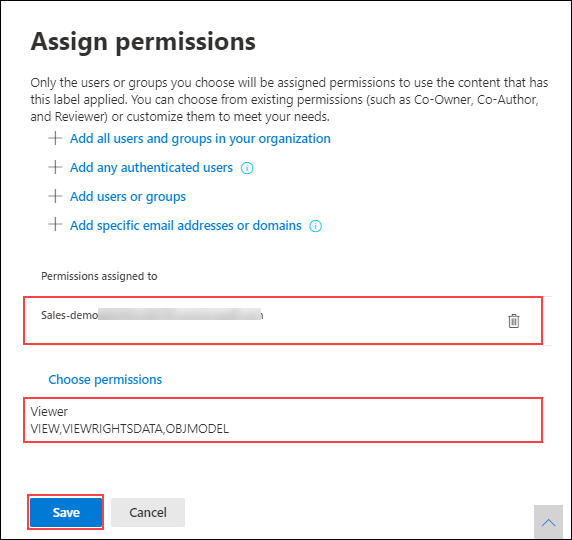 Assign permissions
Only the users or groups you choose will be assigned permissions to use the content that has
this label applied. You can choose from existing permissions (such as Co-Owner, Co-Author,
and Reviewer) or customize them to meet your needs.
Add all users and groups in your organization
Add any authenticated users
Add users or groups
Add specific email addresses or domains
Permissions assigned to
Sales-demo
Choose permissions
Viewer
VIEW,VIEWRIGHTSDATA,OBJMODEL
Save
Cancel